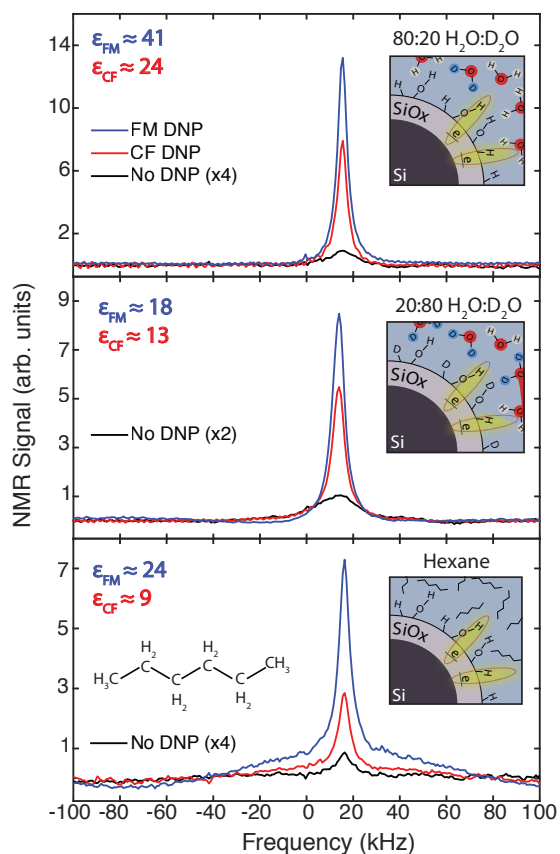 80:20 H₂O:D₂O
ε_FM ≈ 41
ε_CF ≈ 24
FM DNP
CF DNP
No DNP (x4)
14
10
6
2
H
O
D
SiOx
e
e
Si
20:80 H₂O:D₂O
ε_FM ≈ 18
ε_CF ≈ 13
No DNP (x2)
9
7
5
3
1
H
O
D
SiOx
e
e
Si
NMR Signal (arb. units)
Hexane
ε_FM ≈ 24
ε_CF ≈ 9
H₃C
H₂
C
C
H₂
H₂
C
C
H₂
CH₃
No DNP (x4)
7
5
3
1
H
O
SiOx
e
e
Si
-100 -80 -60 -40 -20 0 20 40 60 80 100
Frequency (kHz)